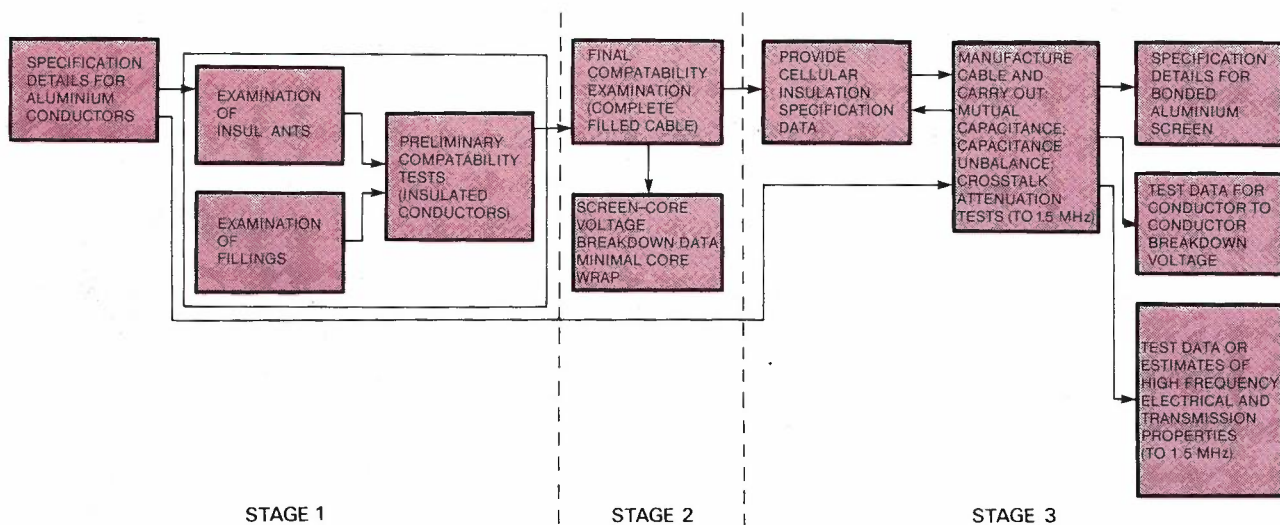 SPECIFICATION
DETAILS FOR
ALUMINIUM
CONDUCTORS
EXAMINATION
OF
INSUL ANTS
EXAMINATION
OF
FILLINGS
PRELIMINARY
COMPATABILITY
TESTS
(INSULATED
CONDUCTORS)
FINAL
COMPATABILITY
EXAMINATION
(COMPLETE
FILLED CABLE)
SCREEN-CORE
VOLTAGE
BREAKDOWN DATA
MINIMAL CORE
WRAP
PROVIDE
CELLULAR
INSULATION
SPECIFICATION
DATA
MANUFACTURE
CABLE AND
CARRY OUT:
MUTUAL
CAPACITANCE;
CAPACITANCE
UNBALANCE;
CROSSTALK
ATTENUATION
TESTS (TO 1.5 MHz)
SPECIFICATION
DETAILS FOR
BONDED
ALUMINIUM
SCREEN
TEST DATA FOR
CONDUCTOR TO
CONDUCTOR
BREAKDOWN
VOLTAGE
TEST DATA OR
ESTIMATES OF
HIGH FREQUENCY
ELECTRICAL AND
TRANSMISSION
PROPERTIES
(TO 1.5 MHz)
STAGE 1
STAGE 2
STAGE 3